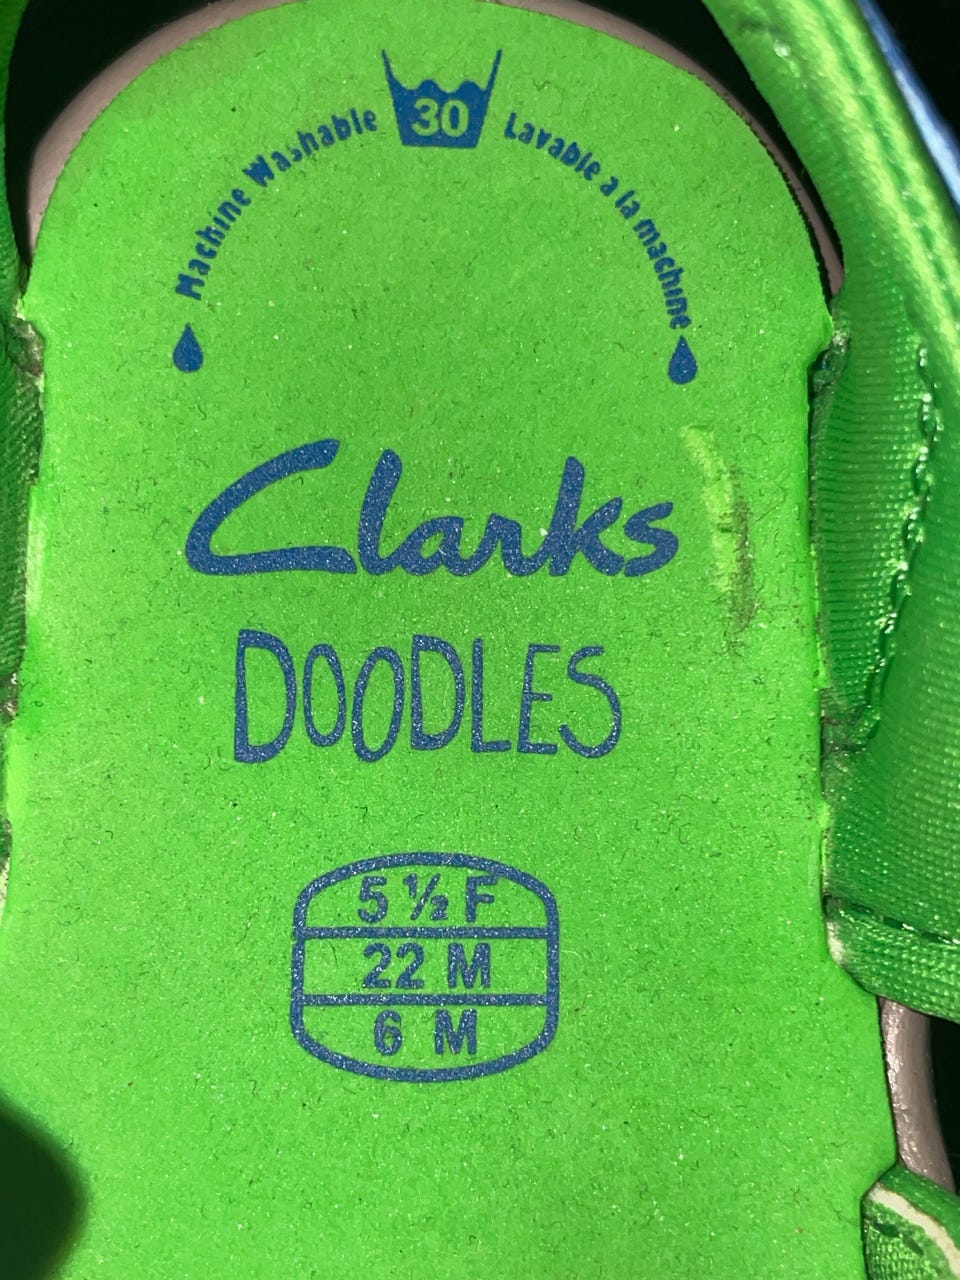 Machine Washable 30 Lavable a la machine
Clarks
DOODLES
5 ½ F
22 M
6 M